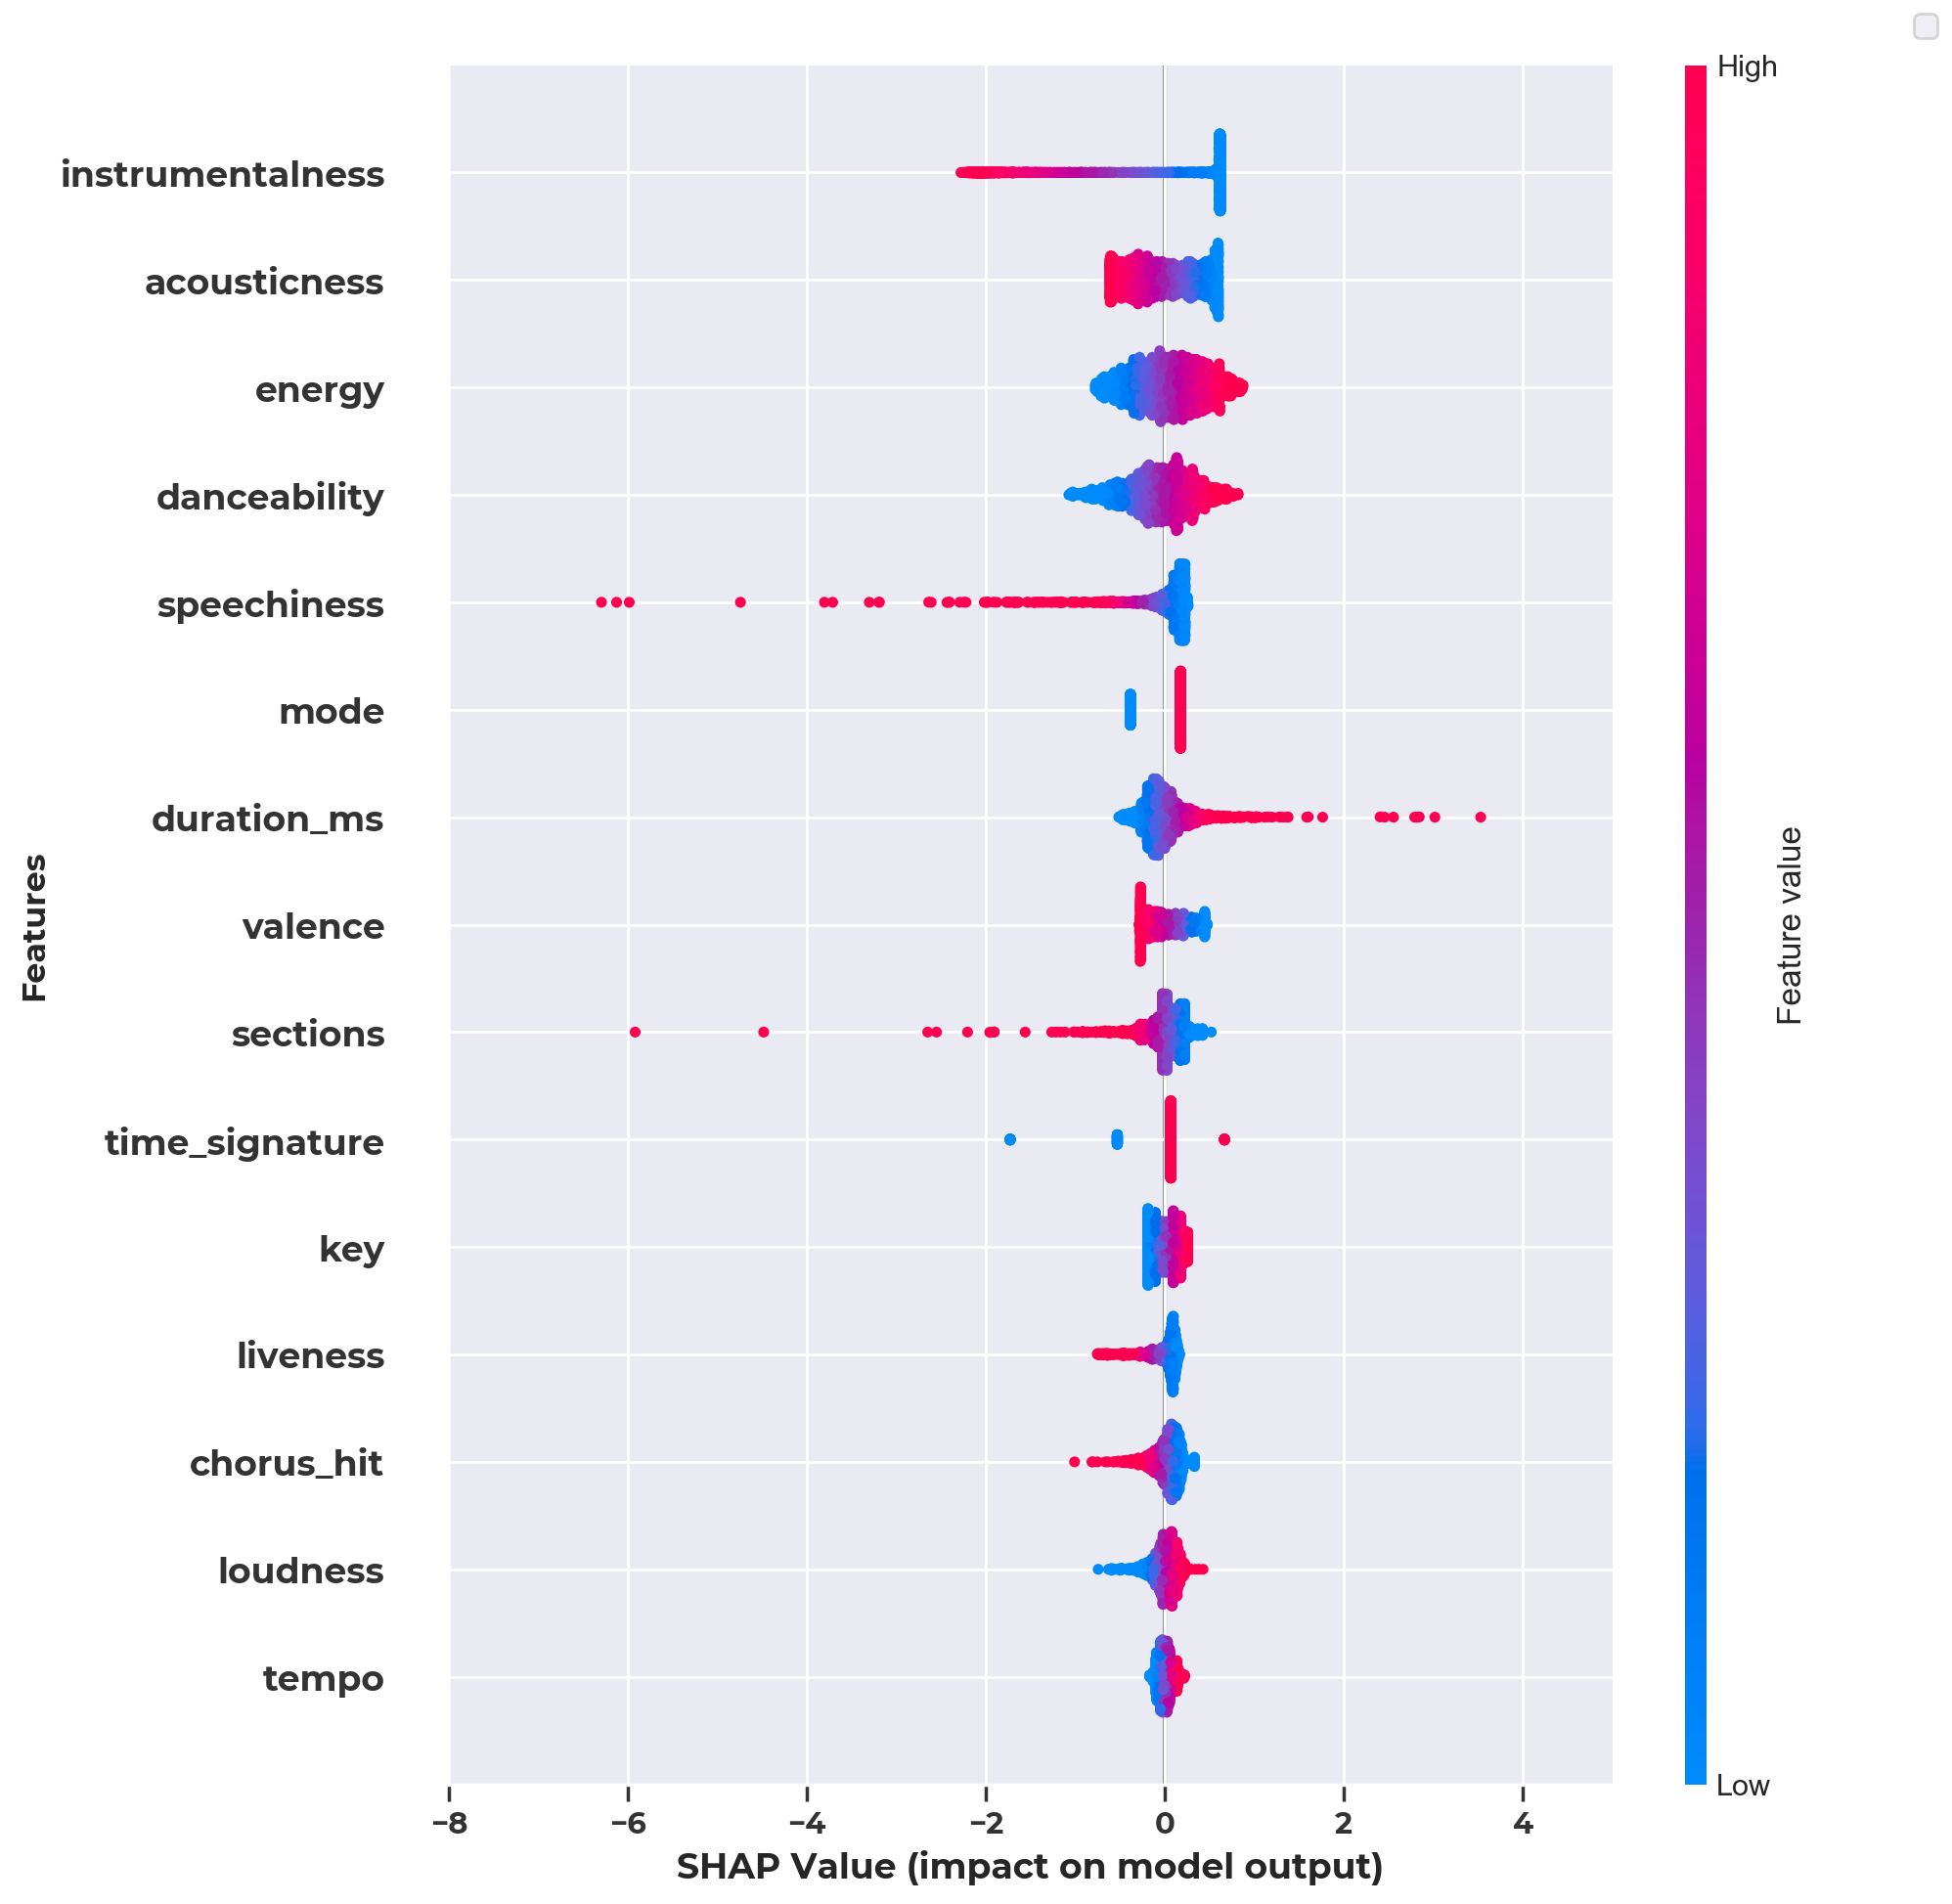 High
instrumentalness
acousticness
energy
danceability
speechiness
mode
duration_ms
valence
sections
time_signature
key
liveness
chorus_hit
loudness
tempo
Features
Feature value
Low
−8 −6 −4 −2 0 2 4
SHAP Value (impact on model output)